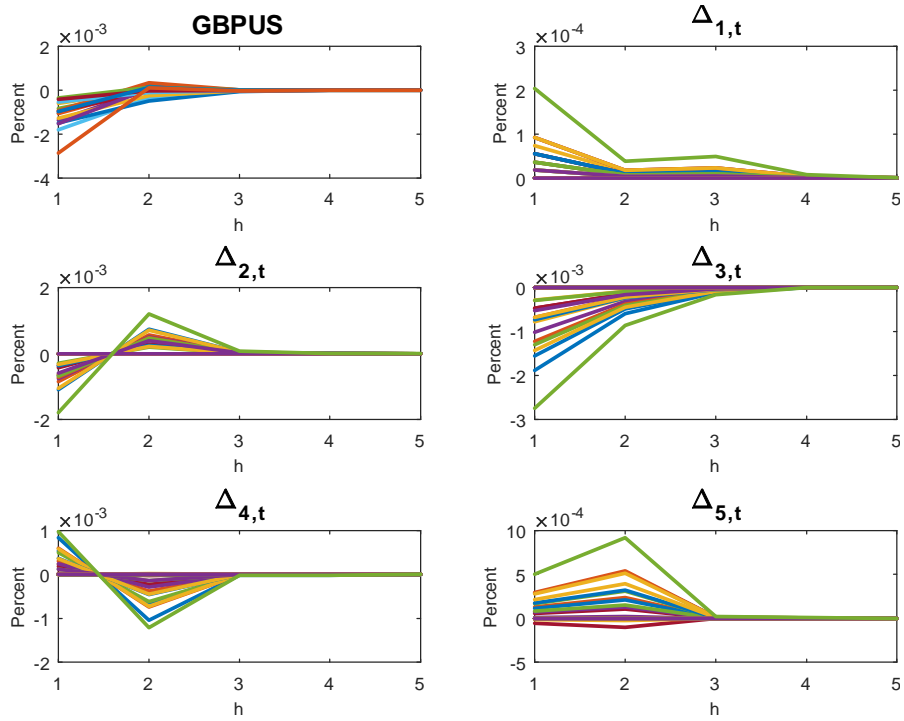 GBPUS
×10⁻³
Percent
2
0
-2
-4
1 2 3 4 5
h
Δ₁,ₜ
×10⁻⁴
Percent
3
2
1
0
1 2 3 4 5
h
Δ₂,ₜ
×10⁻³
Percent
2
0
-2
1 2 3 4 5
h
Δ₃,ₜ
×10⁻³
Percent
0
-1
-2
-3
1 2 3 4 5
h
Δ₄,ₜ
×10⁻³
Percent
1
0
-1
-2
1 2 3 4 5
h
Δ₅,ₜ
×10⁻⁴
Percent
10
5
0
-5
1 2 3 4 5
h